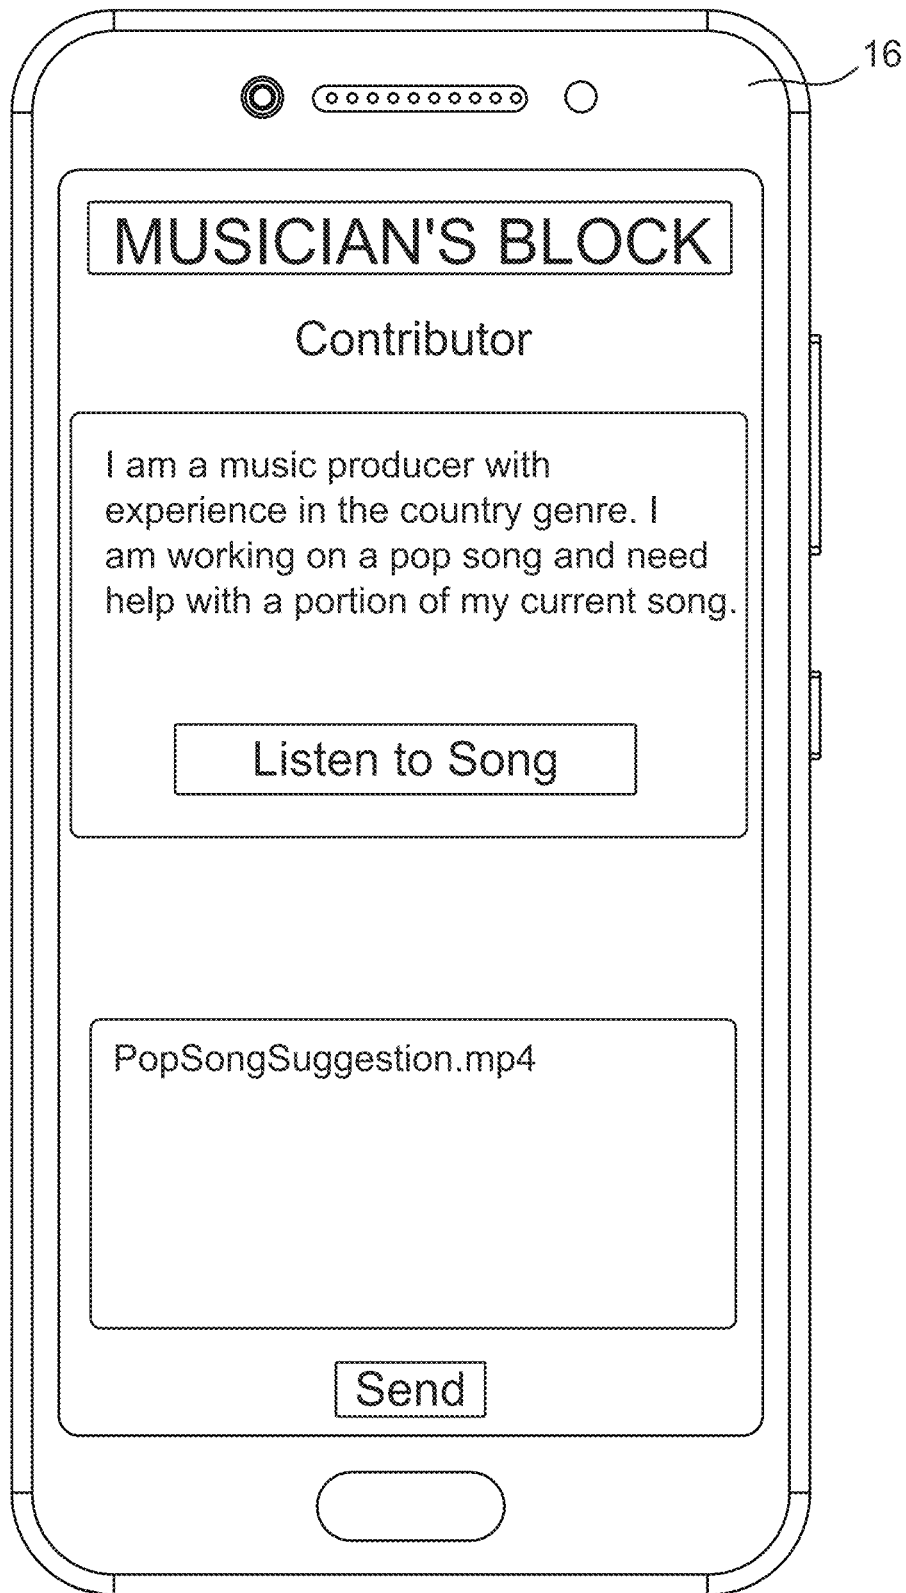 16
MUSICIAN'S BLOCK
Contributor
I am a music producer with
experience in the country genre. I
am working on a pop song and need
help with a portion of my current song.
Listen to Song
PopSongSuggestion.mp4
Send